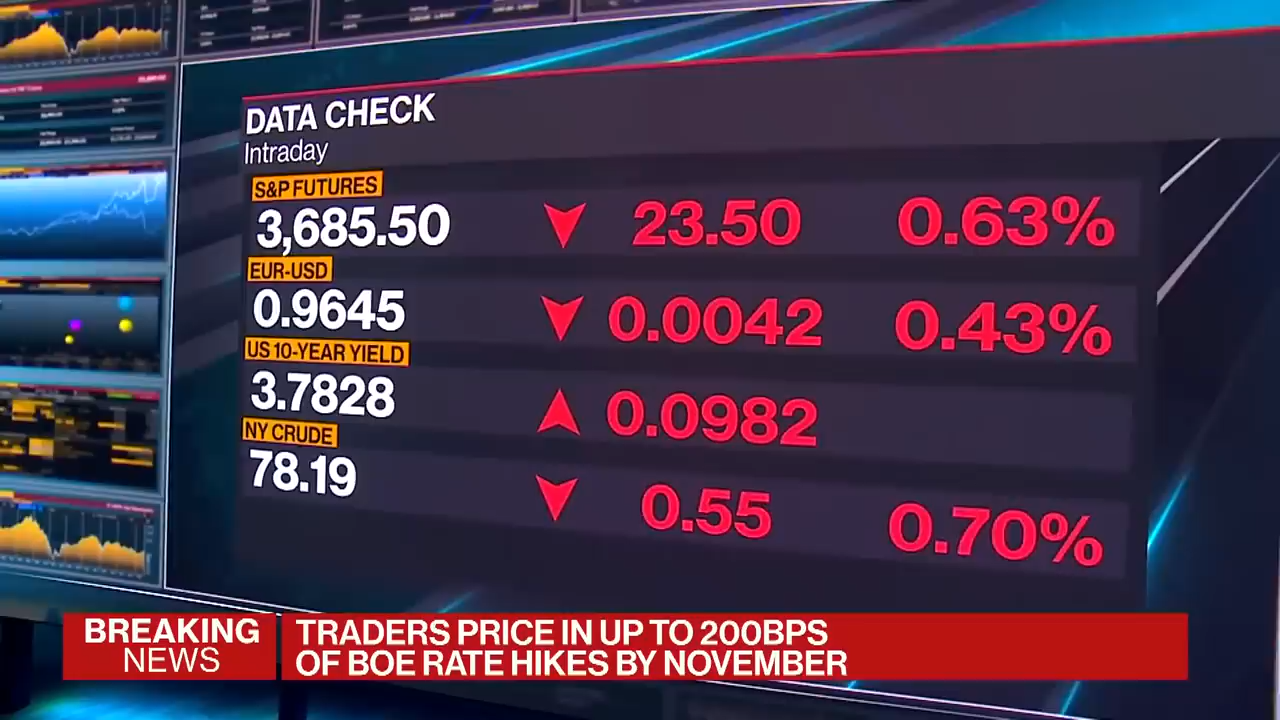 DATA CHECK
Intraday
S&P FUTURES
3,685.50 ▼ 23.50 0.63%
EUR-USD
0.9645 ▼ 0.0042 0.43%
US 10-YEAR YIELD
3.7828 ▲ 0.0982
NY CRUDE
78.19 ▼ 0.55 0.70%
BREAKING
NEWS
TRADERS PRICE IN UP TO 200BPS
OF BOE RATE HIKES BY NOVEMBER